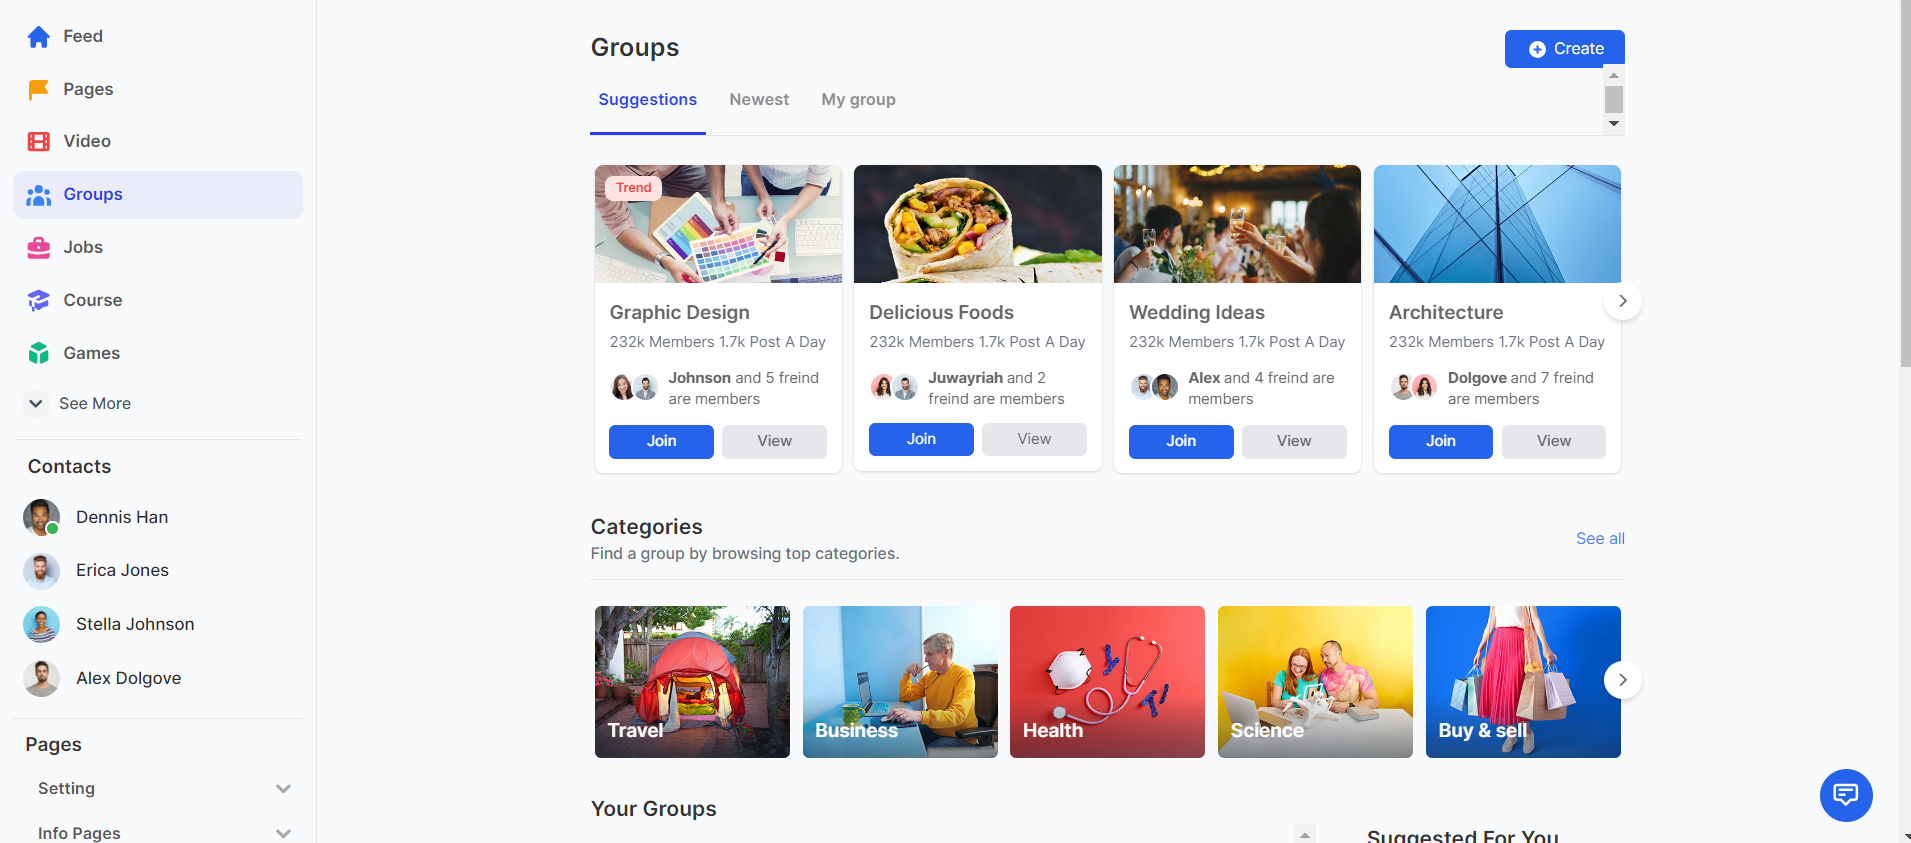 Feed
Pages
Video
Groups
Jobs
Course
Games
See More
Contacts
Dennis Han
Erica Jones
Stella Johnson
Alex Dolgove
Pages
Setting
Info Pages
Groups
Create
Suggestions
Newest
My group
Trend
Graphic Design
232k Members 1.7k Post A Day
Johnson and 5 freind
are members
Join
View
Delicious Foods
232k Members 1.7k Post A Day
Juwayriah and 2
freind are members
Join
View
Wedding Ideas
232k Members 1.7k Post A Day
Alex and 4 freind are
members
Join
View
Architecture
232k Members 1.7k Post A Day
Dolgove and 7 freind
are members
Join
View
Categories
Find a group by browsing top categories.
See all
Travel
Business
Health
Science
Buy & sell
Your Groups
Suggested For You